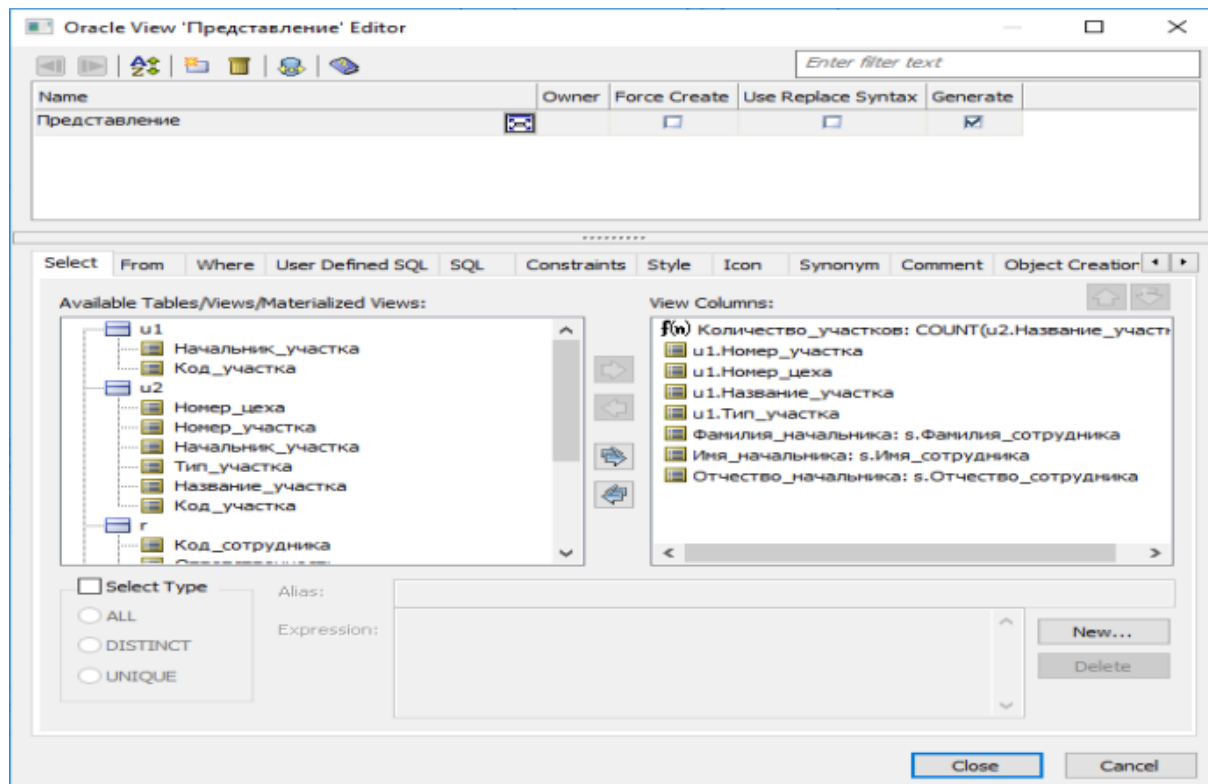 Oracle View 'Представление' Editor
Enter filter text
Name Owner Force Create Use Replace Syntax Generate
Представление
Select From Where User Defined SQL SQL Constraints Style Icon Synonym Comment Object Creation
Available Tables/Views/Materialized Views:
u1
Начальник_участка
Код_участка
u2
Номер_цеха
Номер_участка
Начальник_участка
Тип_участка
Название_участка
Код_участка
r
Код_сотрудника
View Columns:
f(n) Количество_участков: COUNT(u2.Название_участк
u1.Номер_участка
u1.Номер_цеха
u1.Название_участка
u1.Тип_участка
Фамилия_начальника: s.Фамилия_сотрудника
Имя_начальника: s.Имя_сотрудника
Отчество_начальника: s.Отчество_сотрудника
Select Type
ALL
DISTINCT
UNIQUE
Alias:
Expression:
New...
Delete
Close Cancel